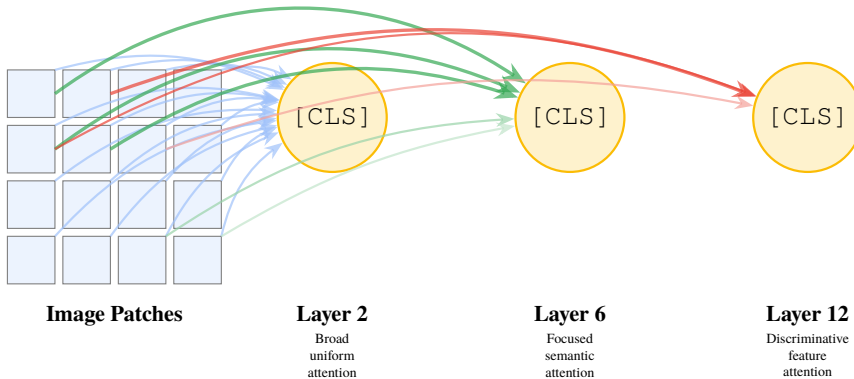 [CLS] [CLS] [CLS]
Image Patches Layer 2 Layer 6 Layer 12
Broad Focused Discriminative
uniform semantic feature
attention attention attention